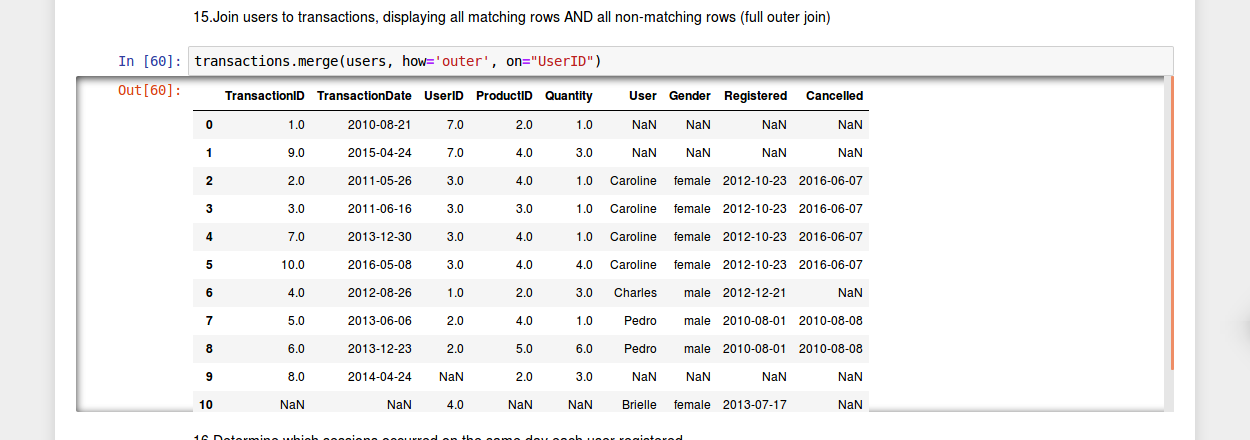 15.Join users to transactions, displaying all matching rows AND all non-matching rows (full outer join)
In [60]: transactions.merge(users, how='outer', on="UserID")
Out[60]:
TransactionID TransactionDate UserID ProductID Quantity User Gender Registered Cancelled
0 1.0 2010-08-21 7.0 2.0 1.0 NaN NaN NaN NaN
1 9.0 2015-04-24 7.0 4.0 3.0 NaN NaN NaN NaN
2 2.0 2011-05-26 3.0 4.0 1.0 Caroline female 2012-10-23 2016-06-07
3 3.0 2011-06-16 3.0 3.0 1.0 Caroline female 2012-10-23 2016-06-07
4 7.0 2013-12-30 3.0 4.0 1.0 Caroline female 2012-10-23 2016-06-07
5 10.0 2016-05-08 3.0 4.0 4.0 Caroline female 2012-10-23 2016-06-07
6 4.0 2012-08-26 1.0 2.0 3.0 Charles male 2012-12-21 NaN
7 5.0 2013-06-06 2.0 4.0 1.0 Pedro male 2010-08-01 2010-08-08
8 6.0 2013-12-23 2.0 5.0 6.0 Pedro male 2010-08-01 2010-08-08
9 8.0 2014-04-24 NaN 2.0 3.0 NaN NaN NaN NaN
10 NaN NaN 4.0 NaN NaN Brielle female 2013-07-17 NaN
16.Determine which sessions occurred on the same day each user registered